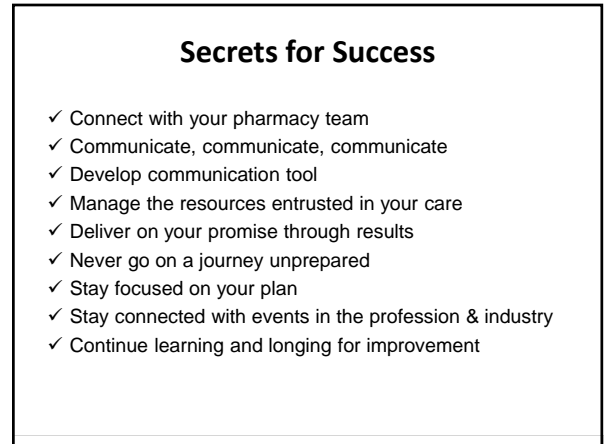 Secrets for Success
✓ Connect with your pharmacy team
✓ Communicate, communicate, communicate
✓ Develop communication tool
✓ Manage the resources entrusted in your care
✓ Deliver on your promise through results
✓ Never go on a journey unprepared
✓ Stay focused on your plan
✓ Stay connected with events in the profession & industry
✓ Continue learning and longing for improvement